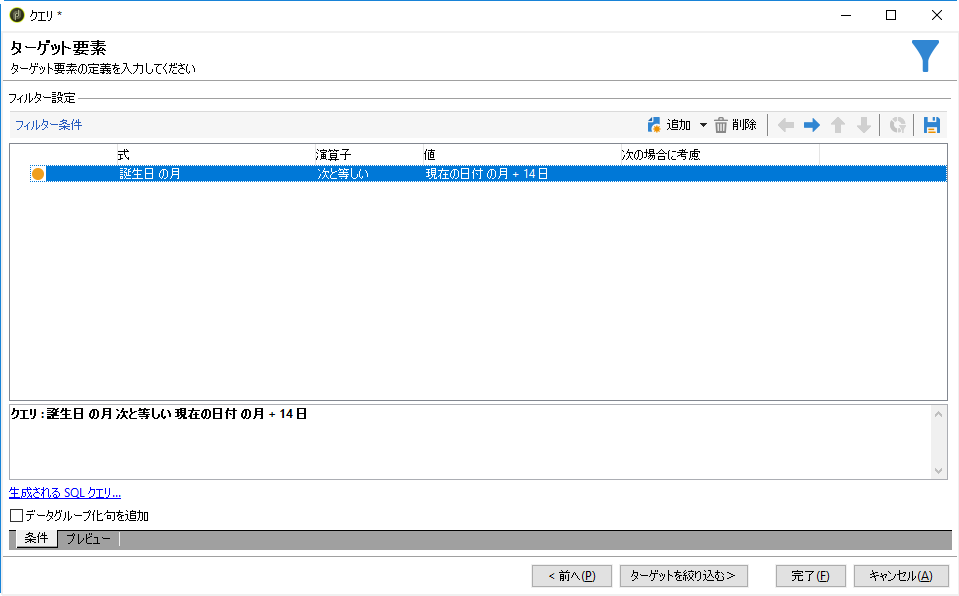 クエリ *
ターゲット要素
ターゲット要素の定義を入力してください
フィルター設定
フィルター条件 追加 削除
式 演算子 値 次の場合に考慮
誕生日 の月 次と等しい 現在の日付 の月 + 14 日
クエリ : 誕生日 の月 次と等しい 現在の日付 の月 + 14 日
生成される SQL クエリ...
データグループ化句を追加
条件 プレビュー
< 前へ(P) ターゲットを絞り込む > 完了(F) キャンセル(A)